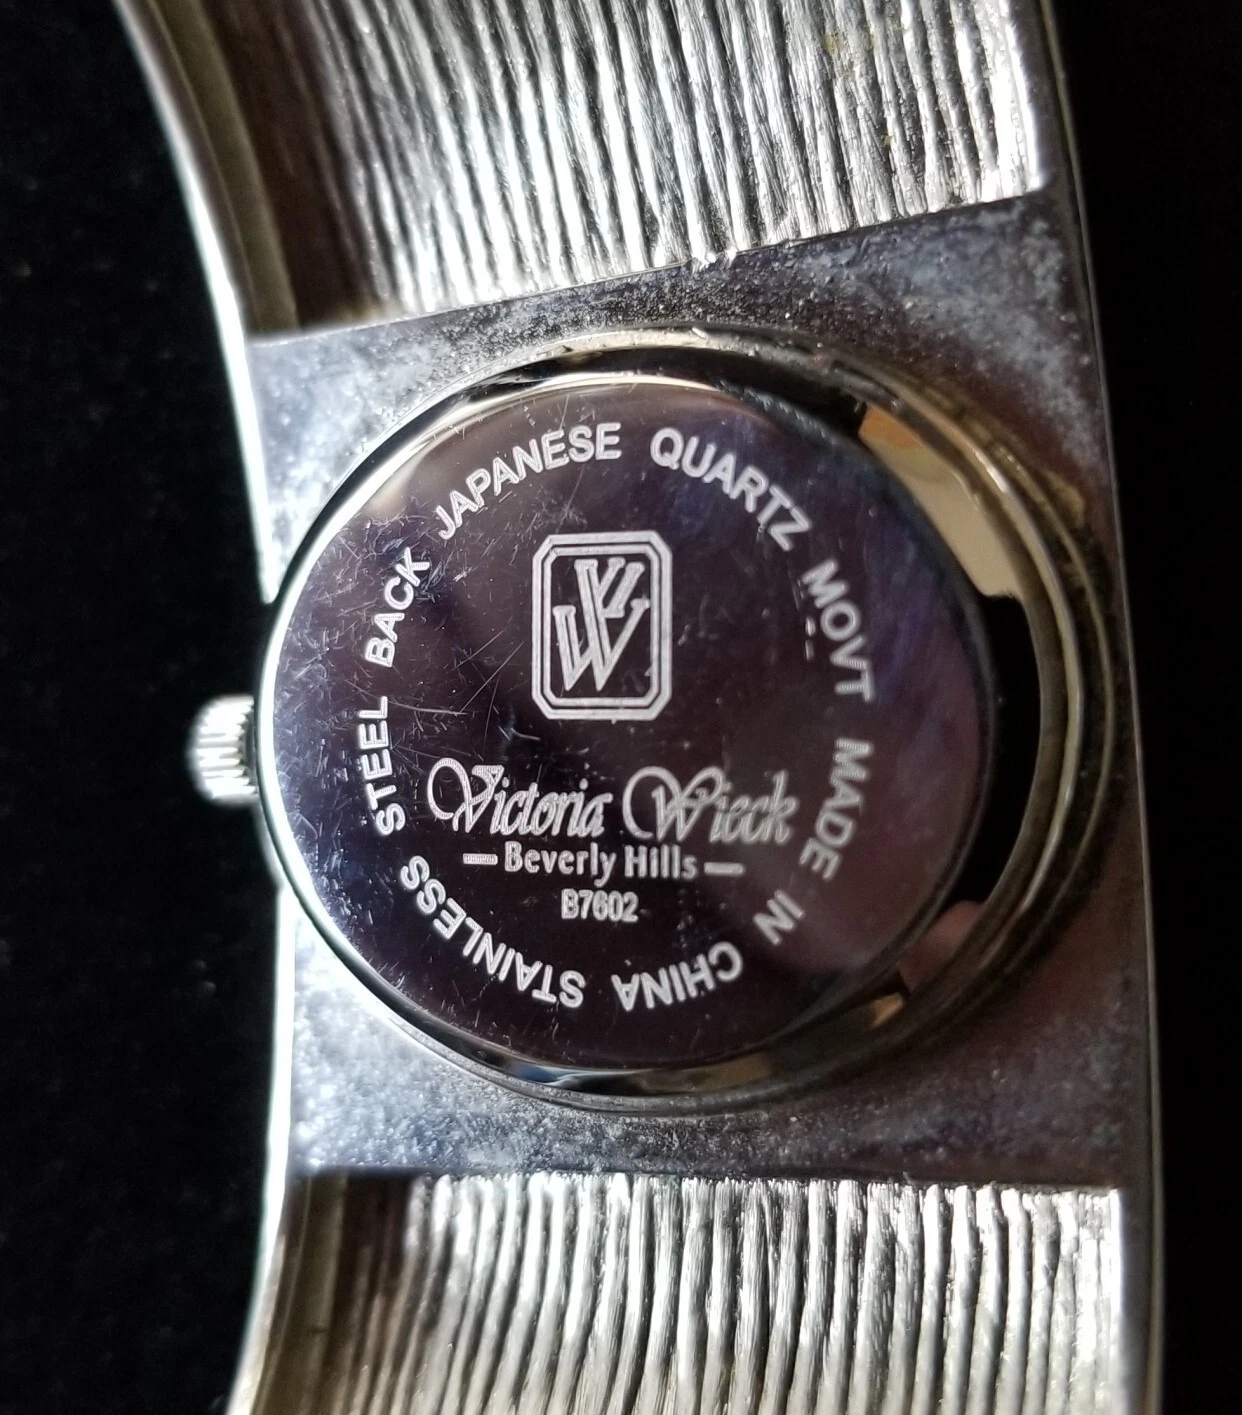 STAINLESS STEEL BACK JAPANESE QUARTZ MOVT MADE IN CHINA
VW
Victoria Wieck
Beverly Hills
B7602